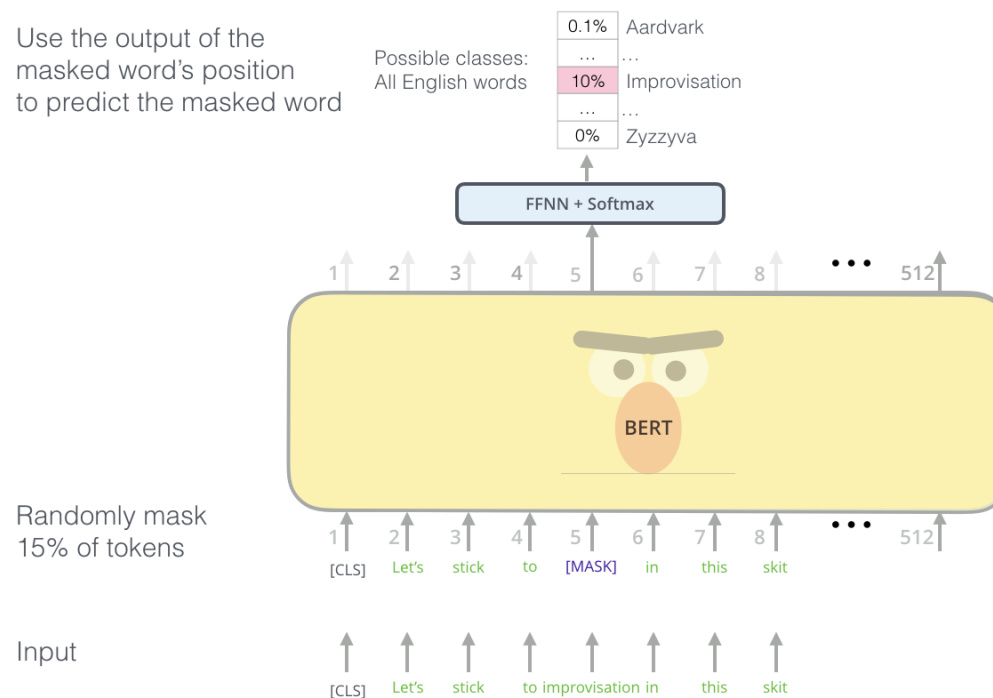 Use the output of the
masked word's position
to predict the masked word
Possible classes:
All English words
0.1% Aardvark
... ...
10% Improvisation
... ...
0% Zyzzyva
FFNN + Softmax
1 2 3 4 5 6 7 8 ••• 512
BERT
Randomly mask
15% of tokens
1 2 3 4 5 6 7 8 ••• 512
[CLS] Let's stick to [MASK] in this skit
Input
[CLS] Let's stick to improvisation in this skit